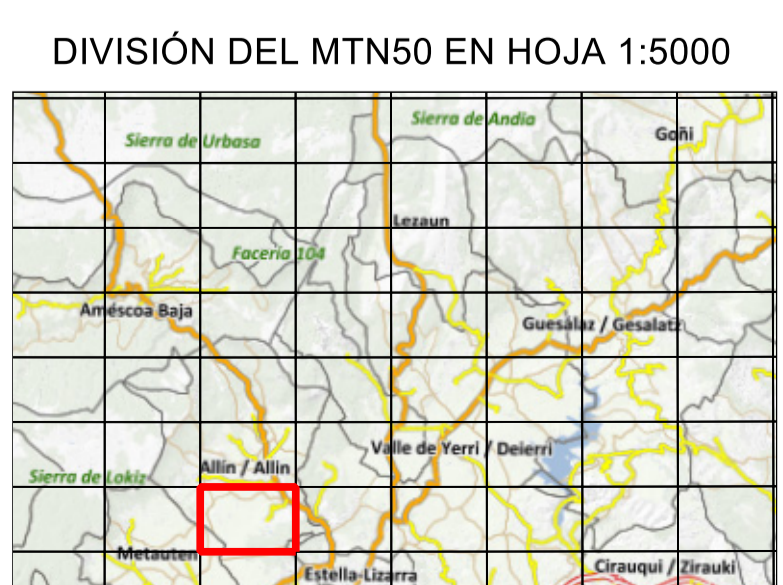 DIVISIÓN DEL MTN50 EN HOJA 1:5000
Sierra de Andia
Goñi
Sierra de Urbasa
Lezaun
Facería 104
Améscoa Baja
Guesálaz / Gesalatz
Valle de Yerri / Deierri
Allín / Allin
Sierra de Lokiz
Metauten
Cirauqui / Zirauki
Estella-Lizarra